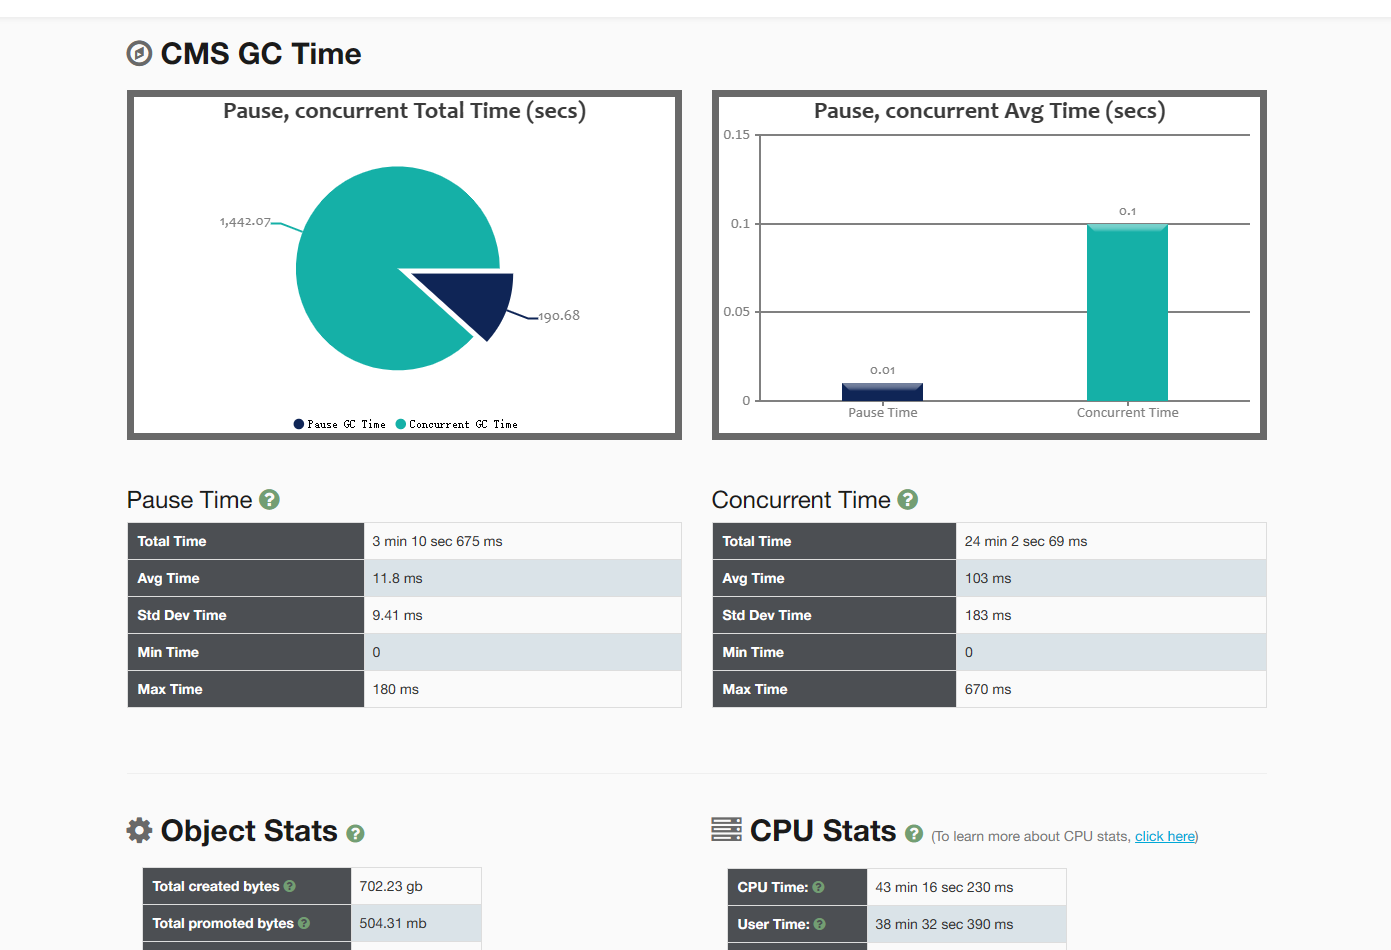 CMS GC Time
Pause, concurrent Total Time (secs)
1,442.07
190.68
Pause GC Time Concurrent GC Time
Pause, concurrent Avg Time (secs)
0.15
0.1
0.05
0
0.01
0.1
Pause Time Concurrent Time
Pause Time ?
Total Time 3 min 10 sec 675 ms
Avg Time 11.8 ms
Std Dev Time 9.41 ms
Min Time 0
Max Time 180 ms
Concurrent Time ?
Total Time 24 min 2 sec 69 ms
Avg Time 103 ms
Std Dev Time 183 ms
Min Time 0
Max Time 670 ms
Object Stats ?
Total created bytes ? 702.23 gb
Total promoted bytes ? 504.31 mb
CPU Stats ? (To learn more about CPU stats, click here)
CPU Time: ? 43 min 16 sec 230 ms
User Time: ? 38 min 32 sec 390 ms